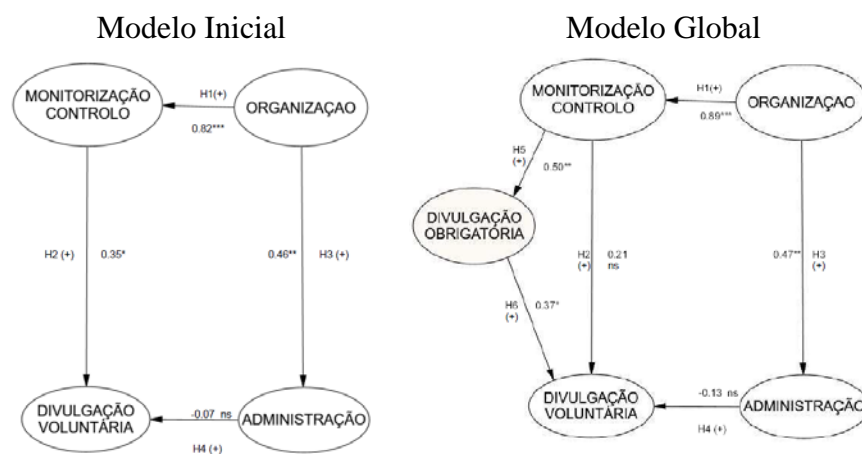 Modelo Inicial
MONITORIZAÇÃO
CONTROLO
H1(+)
0.82***
ORGANIZAÇAO
H2 (+)
0.35*
0.46**
H3 (+)
DIVULGAÇÃO
VOLUNTÁRIA
-0.07 ns
H4 (+)
ADMINISTRAÇÃO
Modelo Global
MONITORIZAÇÃO
CONTROLO
H1(+)
0.89***
ORGANIZAÇÃO
H5
(+)
0.50**
DIVULGAÇÃO
OBRIGATÓRIA
H2
(+)
0.21
ns
0.47**
H3
(+)
H6
(+)
0.37*
DIVULGAÇÃO
VOLUNTÁRIA
-0.13 ns
H4 (+)
ADMINISTRAÇÃO